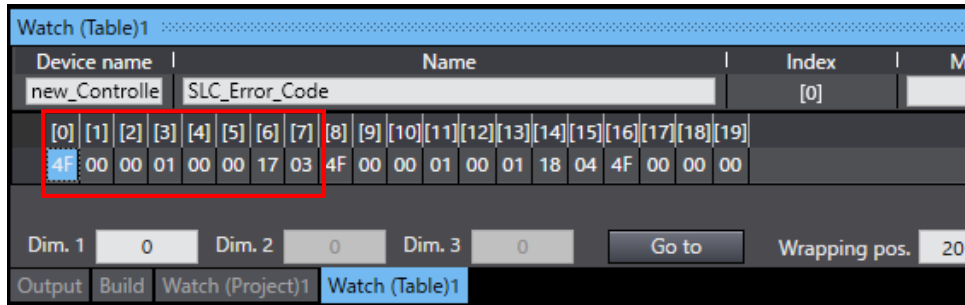 Watch (Table)1
Device name Name Index M
new_Controlle SLC_Error_Code [0]
[0] [1] [2] [3] [4] [5] [6] [7] [8] [9] [10] [11] [12] [13] [14] [15] [16] [17] [18] [19]
4F 00 00 01 00 00 17 03 4F 00 00 01 00 01 18 04 4F 00 00 00
Dim. 1 0 Dim. 2 0 Dim. 3 0 Go to Wrapping pos. 20
Output Build Watch (Project)1 Watch (Table)1